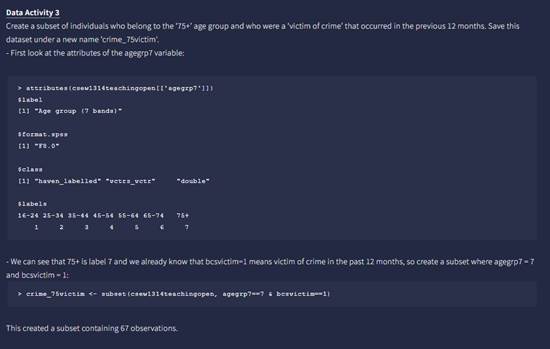 Data Activity 3
Create a subset of individuals who belong to the '75+' age group and who were a 'victim of crime' that occurred in the previous 12 months. Save this
dataset under a new name 'crime_75victim'.
- First look at the attributes of the agegrp7 variable:
> attributes(csew1314teachingopen[['agegrp7']])
$label
[1] "Age group (7 bands)"
$format.spss
[1] "F8.0"
$class
[1] "haven_labelled" "vctrs_vctr" "double"
$labels
16-24 25-34 35-44 45-54 55-64 65-74 75+
1 2 3 4 5 6 7
- We can see that 75+ is label 7 and we already know that bcsvictim=1 means victim of crime in the past 12 months, so create a subset where agegrp7 = 7
and bcsvictim = 1:
> crime_75victim <- subset(csew1314teachingopen, agegrp7==7 & bcsvictim==1)
This created a subset containing 67 observations.